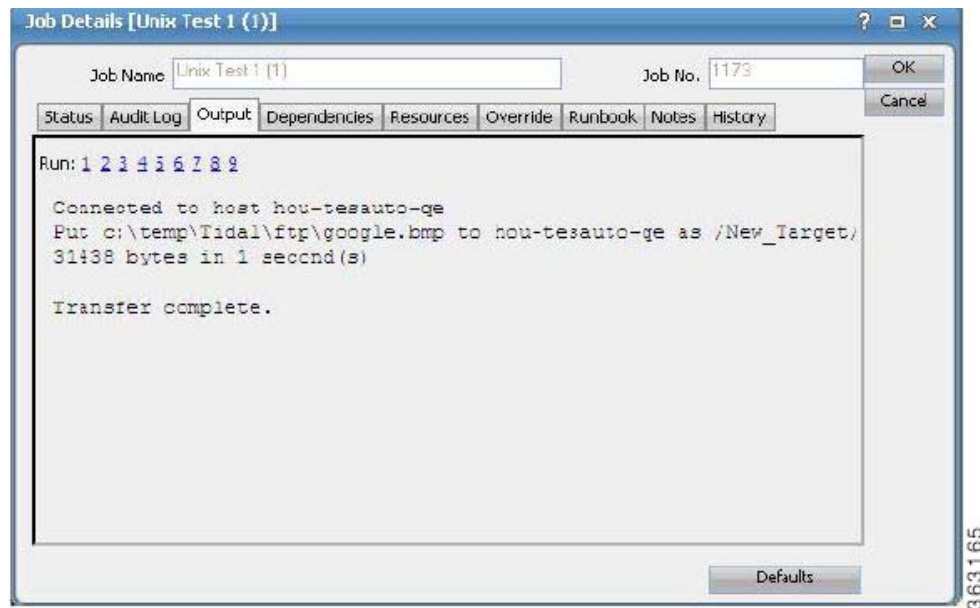 Job Details [Unix Test 1 (1)]
Job Name Unix Test 1 (1) Job No. 1173 OK
Cancel
Status Audit Log Output Dependencies Resources Override Runbook Notes History
Run: 1 2 3 4 5 6 7 8 9
Connected to host hou-tesauto-qe
Put c:\temp\Tidal\ftp\google.bmp to hou-tesauto-qe as /New_Target/
31438 bytes in 1 second(s)
Transfer complete.
Defaults
363165